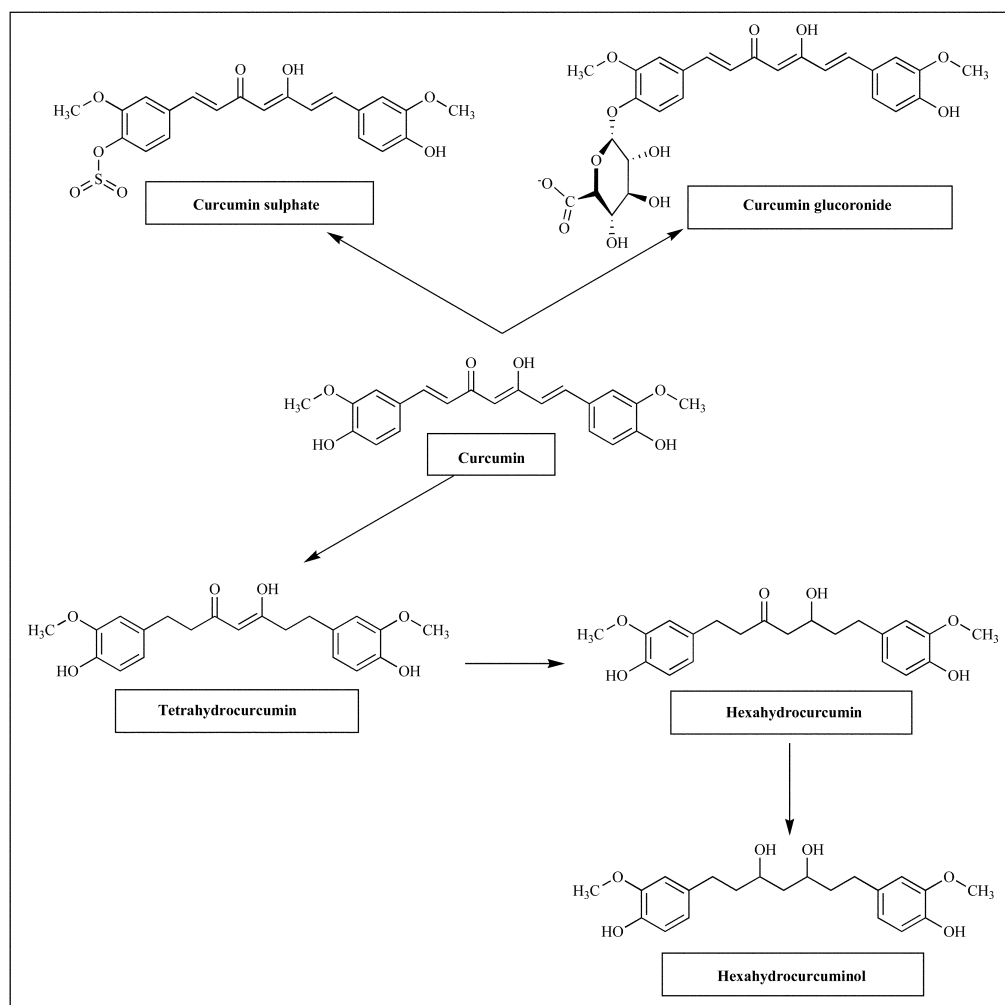 O
OH
O
H₃C
O
CH₃
O
S
O
O
OH
Curcumin sulphate
O
OH
O
H₃C
O
CH₃
O
OH
O
OH
⁻O
C
O
OH
OH
Curcumin glucoronide
O
OH
O
H₃C
O
CH₃
HO
OH
Curcumin
O
OH
O
H₃C
O
CH₃
HO
OH
Tetrahydrocurcumin
O
OH
O
H₃C
O
CH₃
HO
OH
Hexahydrocurcumin
OH
OH
O
H₃C
O
CH₃
HO
OH
Hexahydrocurcuminol